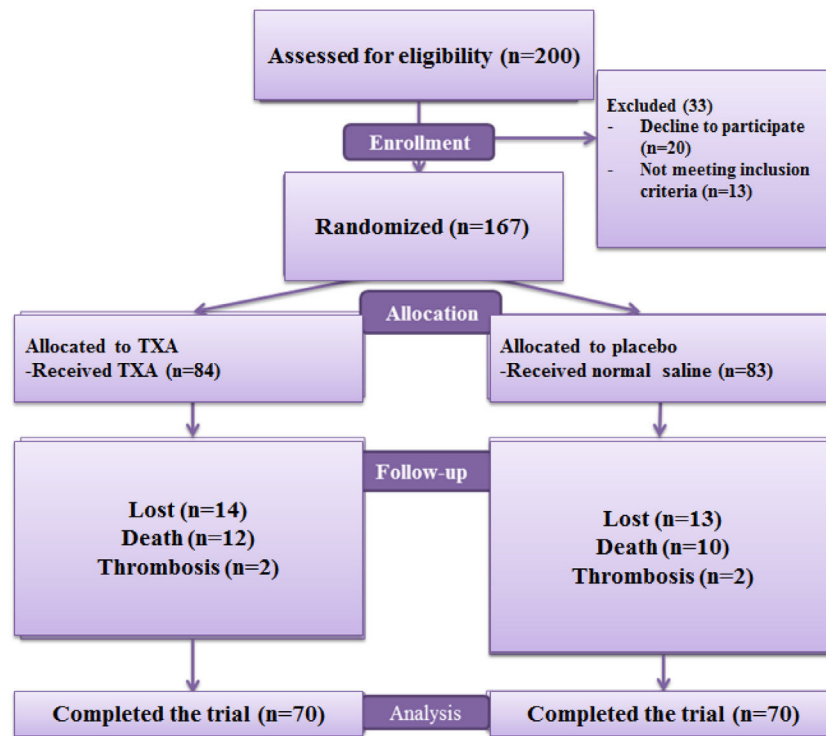 Assessed for eligibility (n=200)
Enrollment
Excluded (33)
- Decline to participate
(n=20)
- Not meeting inclusion
criteria (n=13)
Randomized (n=167)
Allocation
Allocated to TXA
-Received TXA (n=84)
Allocated to placebo
-Received normal saline (n=83)
Follow-up
Lost (n=14)
Death (n=12)
Thrombosis (n=2)
Lost (n=13)
Death (n=10)
Thrombosis (n=2)
Completed the trial (n=70)
Analysis
Completed the trial (n=70)